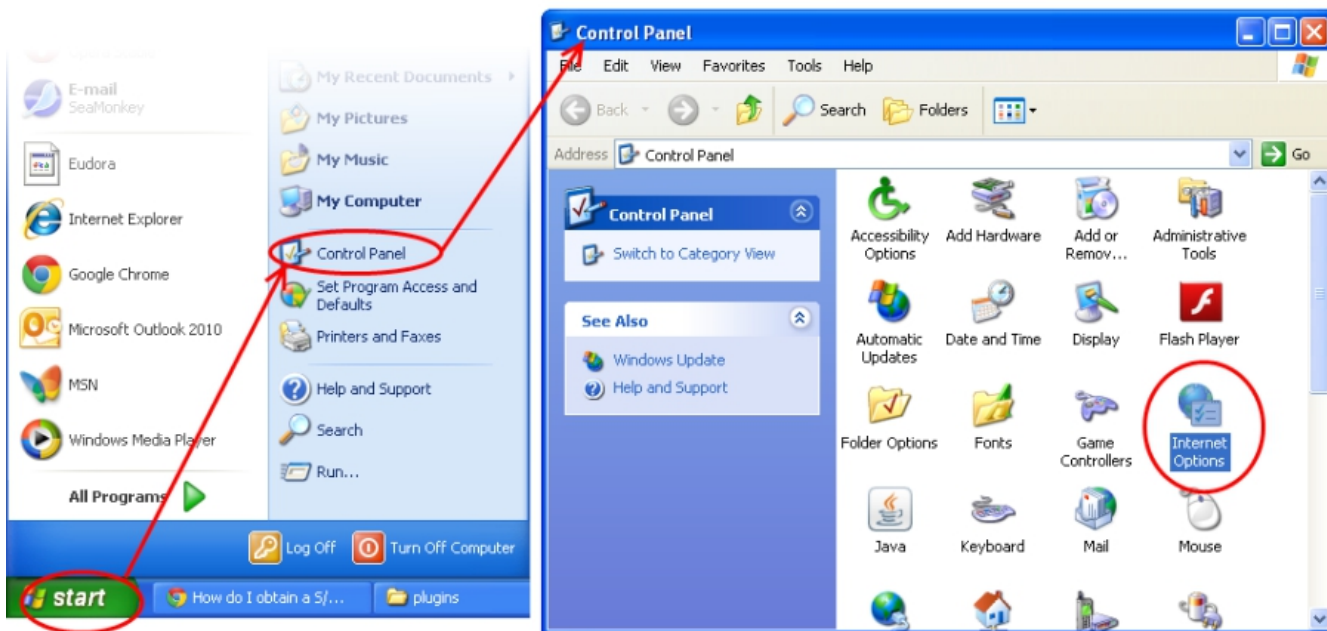 E-mail
SeaMonkey
Eudora
Internet Explorer
Google Chrome
Microsoft Outlook 2010
MSN
Windows Media Player
All Programs
My Recent Documents
My Pictures
My Music
My Computer
Control Panel
Set Program Access and
Defaults
Printers and Faxes
Help and Support
Search
Run...
Log Off
Turn Off Computer
start
How do I obtain a S/...
plugins
Control Panel
File Edit View Favorites Tools Help
Back Search Folders
Address Control Panel Go
Control Panel
Switch to Category View
See Also
Windows Update
Help and Support
Accessibility
Options
Add Hardware
Add or
Remov...
Administrative
Tools
Automatic
Updates
Date and Time
Display
Flash Player
Folder Options
Fonts
Game
Controllers
Internet
Options
Java
Keyboard
Mail
Mouse